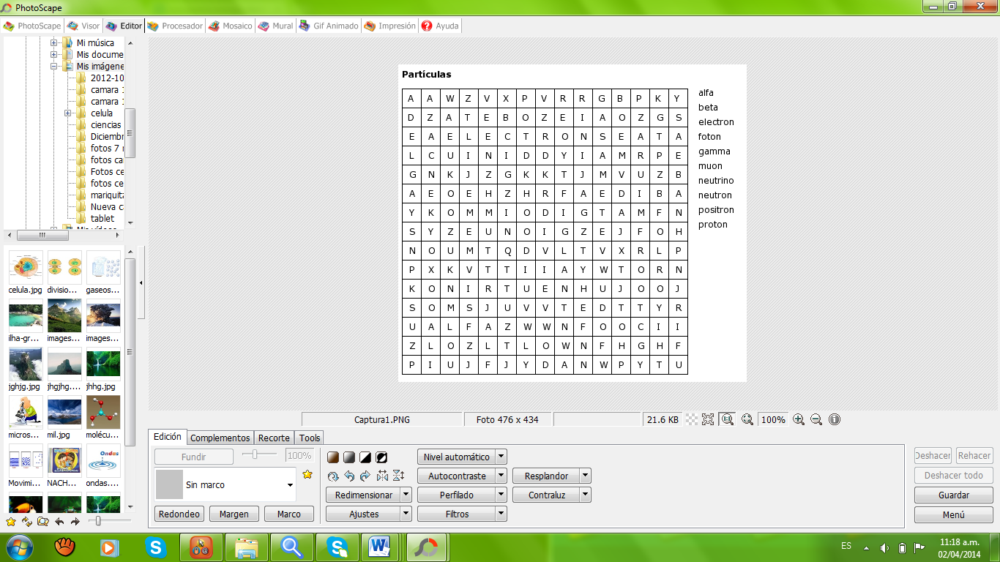 PhotoScape
PhotoScape Visor Editor Procesador Mosaico Mural Gif Animado Impresión Ayuda
Mi música
Mis docume
Mis imágene
2012-10
camara 1
camara 1
celula
ciencias
Diciembr
fotos 7
fotos ca
Fotos ce
fotos ce
mariquita
Nueva c
tablet
celula.jpg divisio... gaseos...
ilha-gr... images... images...
jghjg.jpg jhgjhg.... jhhg.jpg
micros... mil.jpg molécu...
Ondas
Movimi... NACH... ondas....
Partículas
A A W Z V X P V R R G B P K Y
D Z A T E B O Z E I A O Z G S
E A E L E C T R O N S E A T A
L C U I N I D D Y I A M R P E
G N K J Z G K K T J M V U Z B
A E O E H Z H R F A E D I B A
Y K O M M I O D I G T A M F N
S Y Z E U N O I G Z E J F O H
N O U M T Q D V L T V X R L P
P X K V T T I I A Y W T O R N
K O N I R T U E N H U J O O J
S O M S J U V V T E D T T Y R
U A L F A Z W W N F O O C I I
Z L O Z L T L O W N F H G H F
P I U J F J Y D A N W P Y T U
alfa
beta
electron
foton
gamma
muon
neutrino
neutron
positron
proton
Captura1.PNG Foto 476 x 434 21.6 KB 100%
Edición Complementos Recorte Tools
Fundir 100%
Sin marco
Redondeo Margen Marco
Nivel automático
Autocontraste Resplandor
Redimensionar Perfilado Contraluz
Ajustes Filtros
Deshacer Rehacer
Deshacer todo
Guardar
Menú
ES 11:18 a.m.
02/04/2014